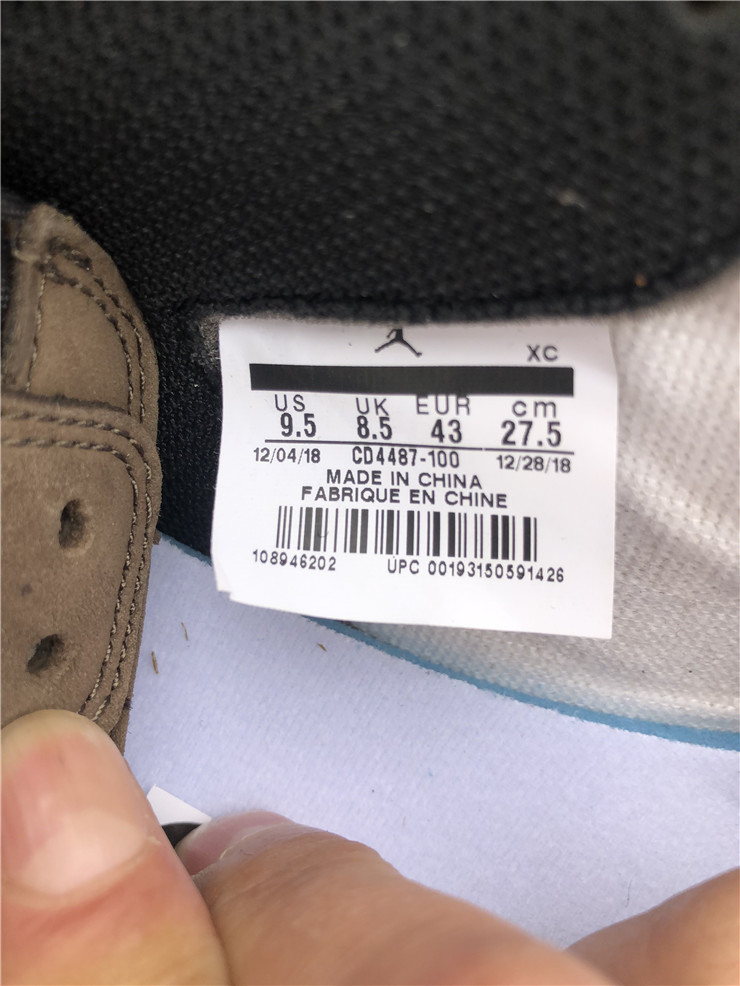 XC
US UK EUR cm
9.5 8.5 43 27.5
12/04/18 CD4487-100 12/28/18
MADE IN CHINA
FABRIQUE EN CHINE
108946202 UPC 00193150591426